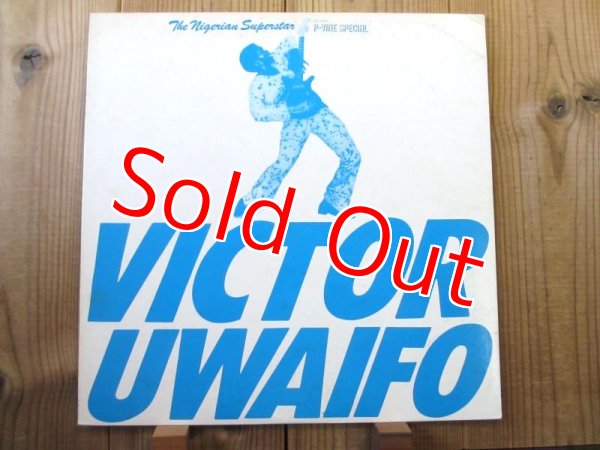 The Nigerian Superstar
P-VINE SPECIAL
Sold Out
VICTOR
UWAIFO